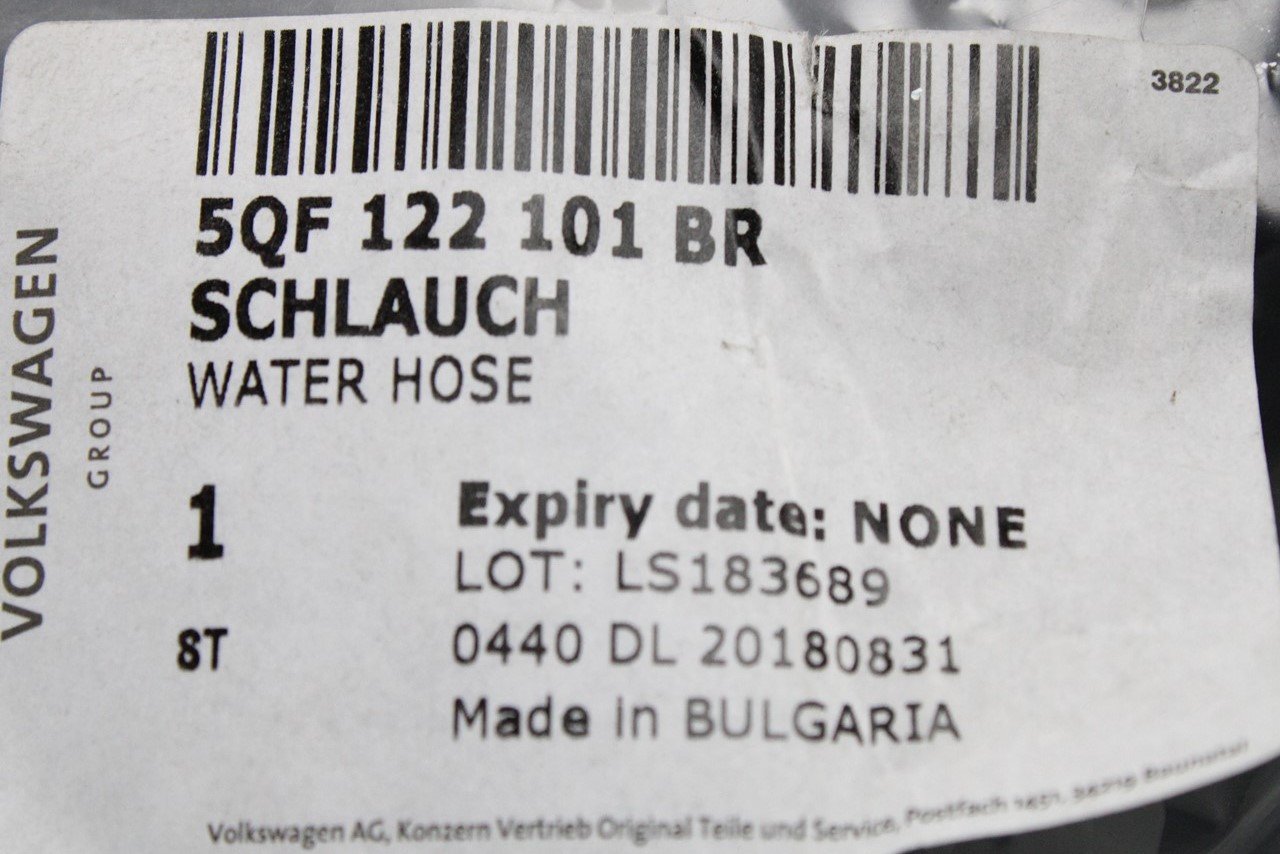 3822
5QF 122 101 BR
SCHLAUCH
WATER HOSE
VOLKSWAGEN
GROUP
1
Expiry date: NONE
LOT: LS183689
8T
0440 DL 20180831
Made in BULGARIA
Volkswagen AG, Konzern Vertrieb Original Teile und Service, Postfach